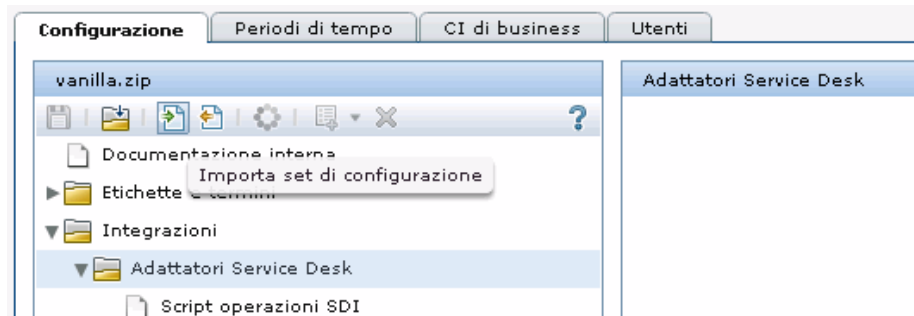 Configurazione Periodi di tempo CI di business Utenti
vanilla.zip
Adattatori Service Desk
?
Documentazione interna
Importa set di configurazione
Etichette e termini
Integrazioni
Adattatori Service Desk
Script operazioni SDI